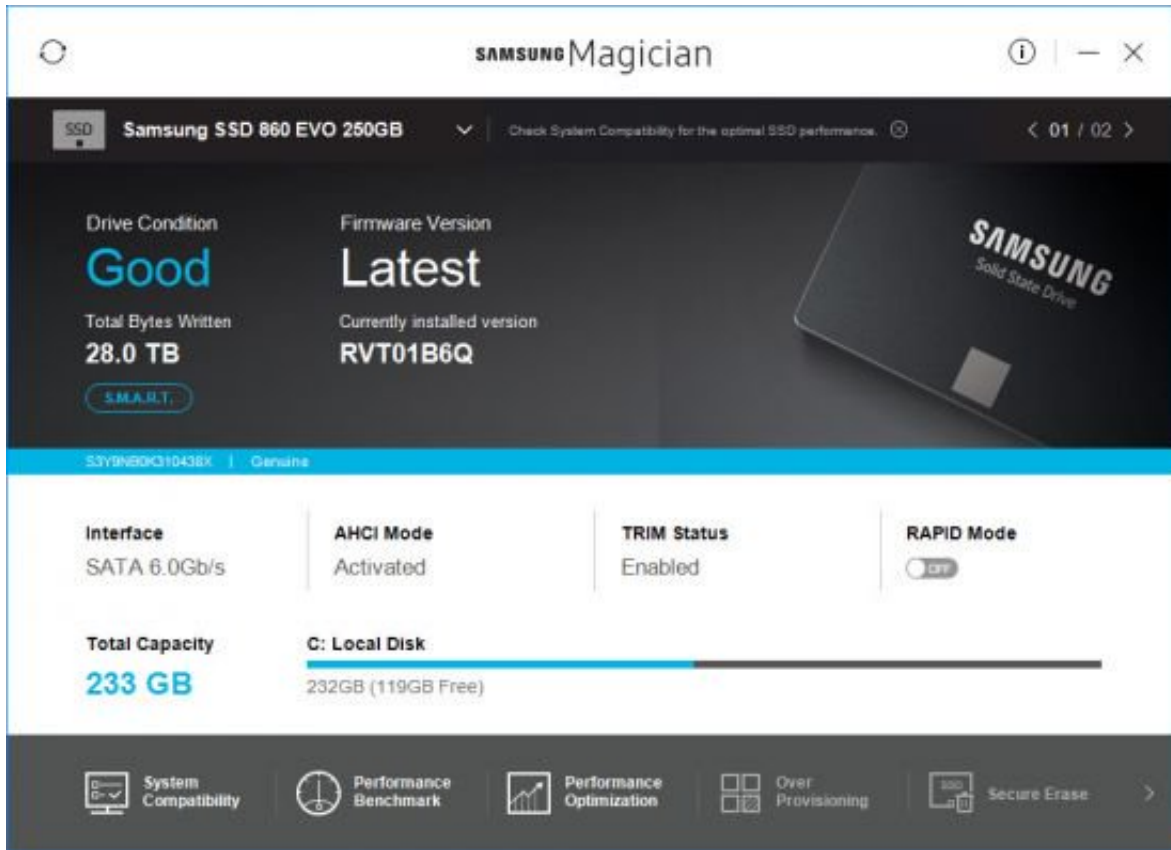 SAMSUNG Magician
SSD
Samsung SSD 860 EVO 250GB
Check System Compatibility for the optimal SSD performance.
01 / 02
Drive Condition
Firmware Version
Good
Latest
Total Bytes Written
Currently installed version
28.0 TB
RVT01B6Q
S.M.A.R.T.
SAMSUNG
Solid State Drive
S3Y9NB0K310438X | Genuine
Interface
AHCI Mode
TRIM Status
RAPID Mode
SATA 6.0Gb/s
Activated
Enabled
OFF
Total Capacity
C: Local Disk
233 GB
232GB (119GB Free)
System
Compatibility
Performance
Benchmark
Performance
Optimization
Over
Provisioning
SSD
Secure Erase